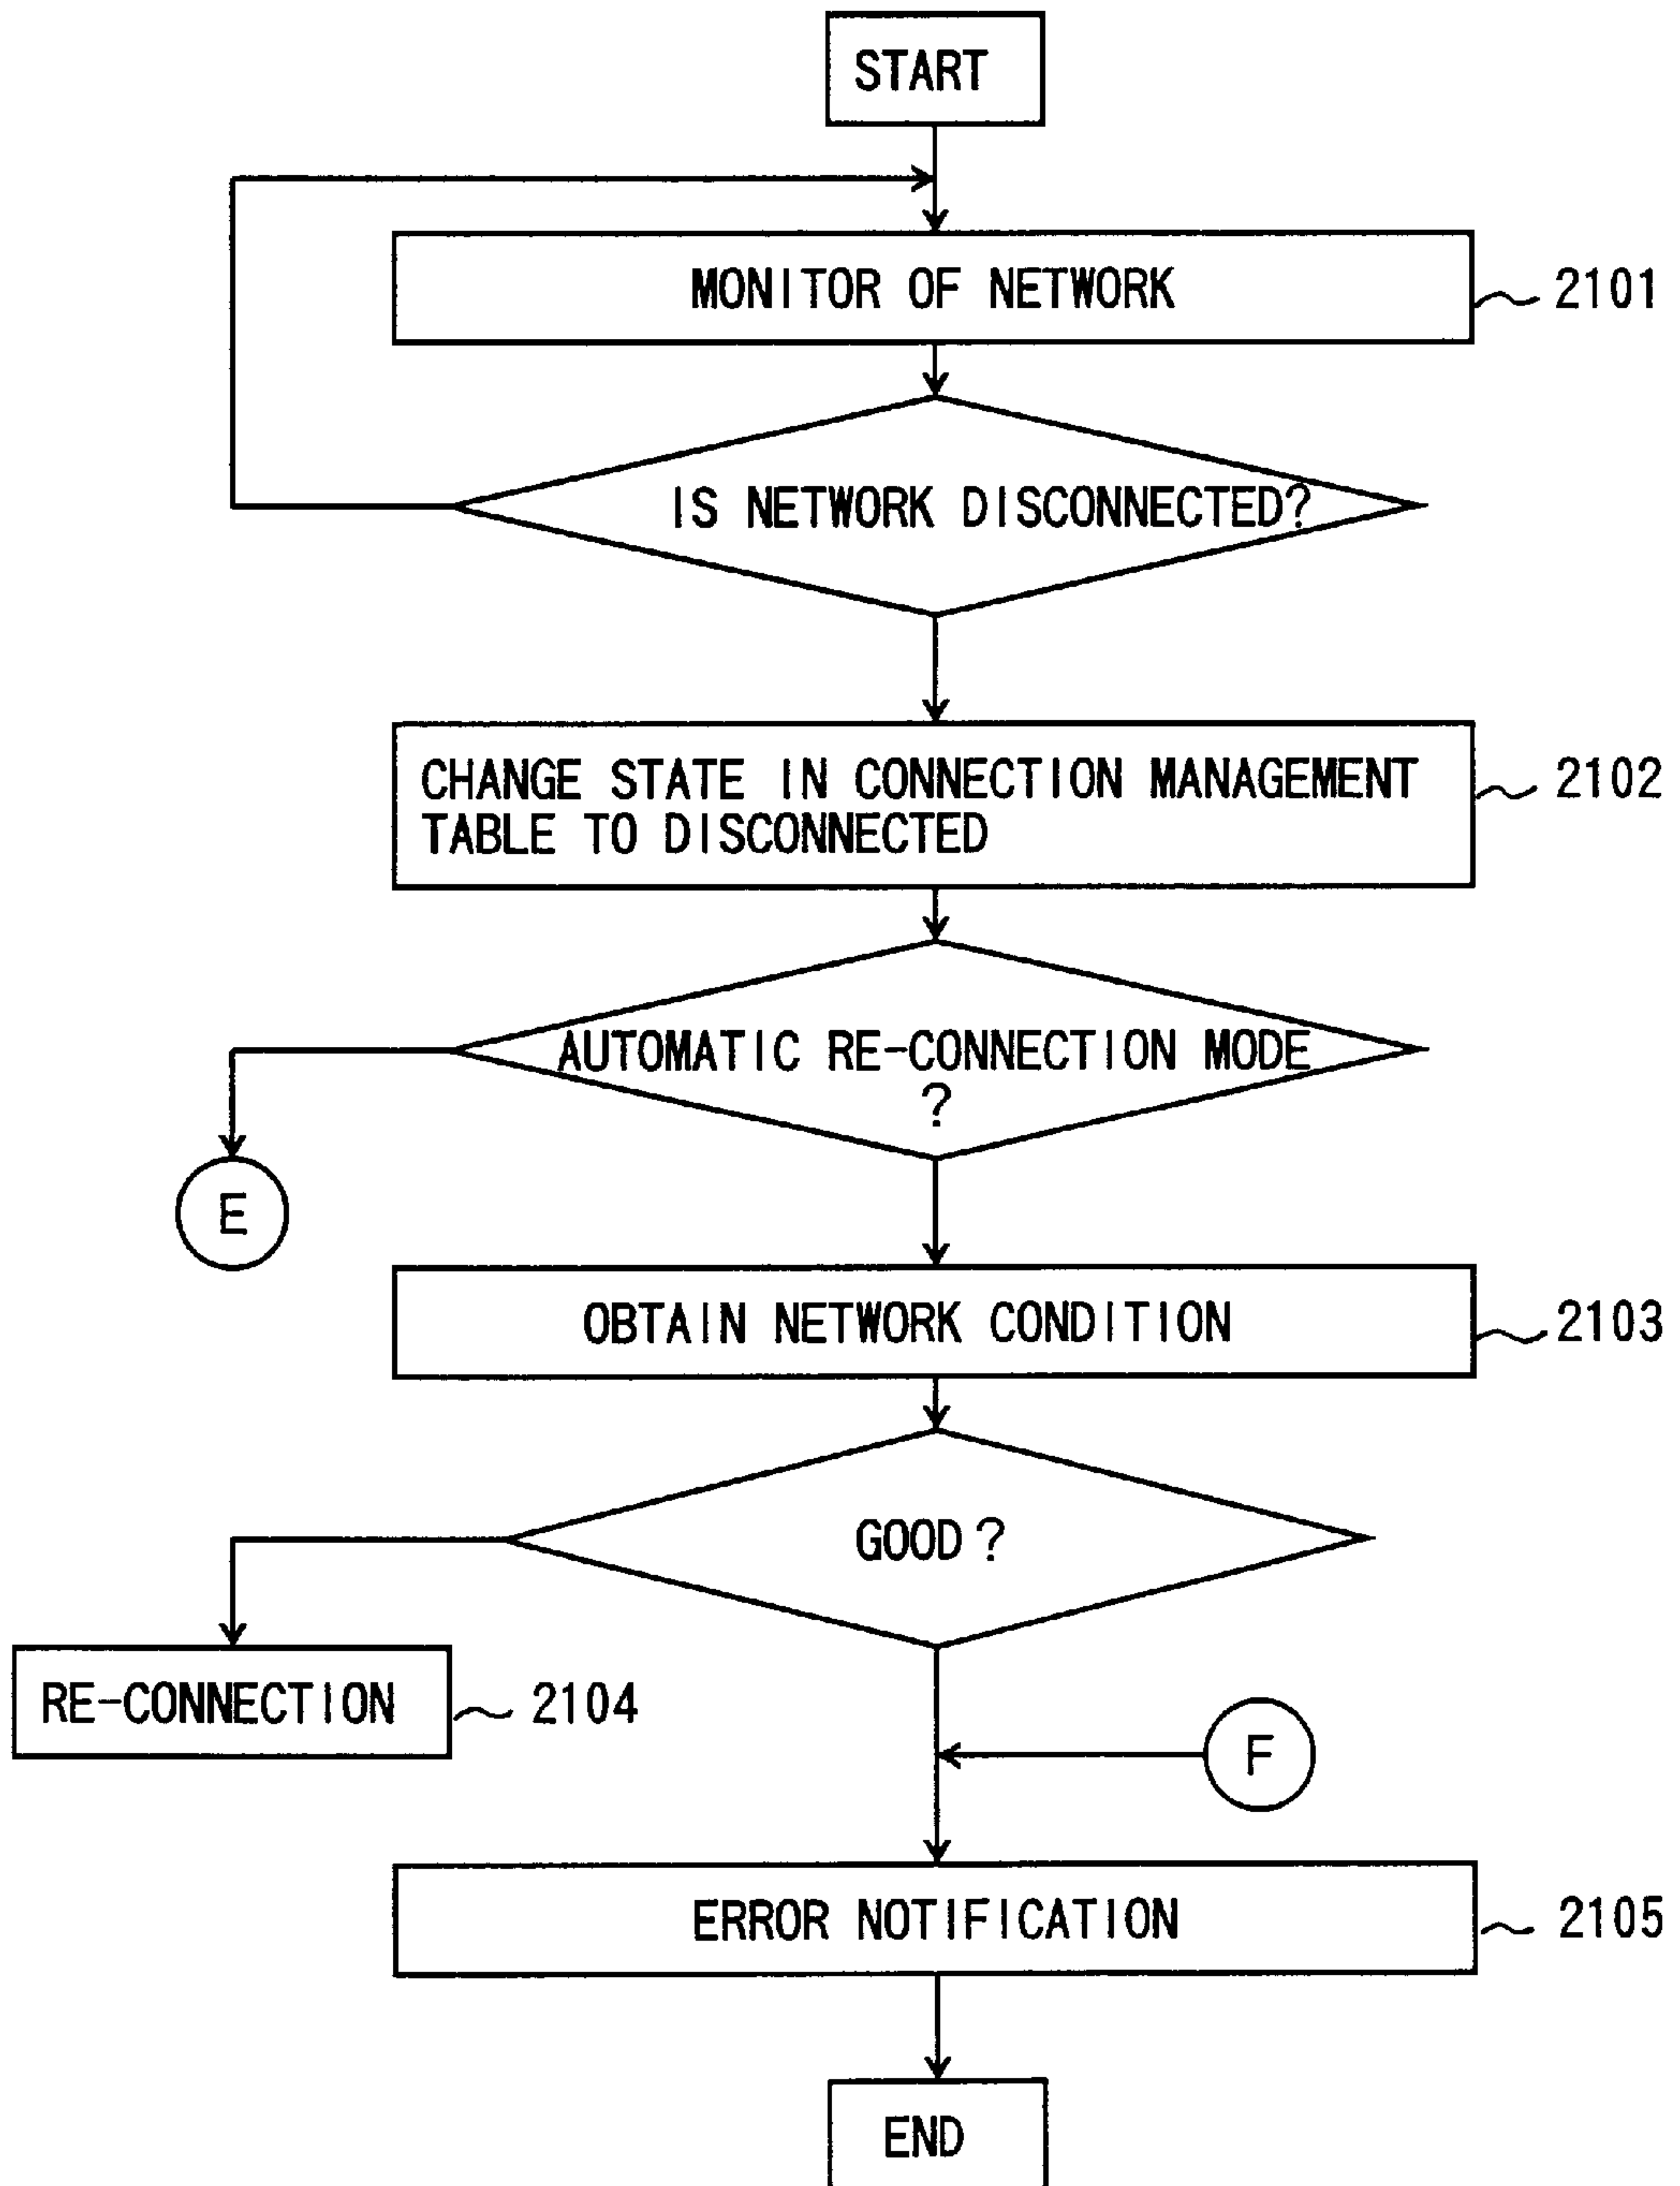 START
MONITOR OF NETWORK
2101
IS NETWORK DISCONNECTED?
CHANGE STATE IN CONNECTION MANAGEMENT
TABLE TO DISCONNECTED
2102
AUTOMATIC RE-CONNECTION MODE
?
E
OBTAIN NETWORK CONDITION
2103
GOOD?
RE-CONNECTION
2104
F
ERROR NOTIFICATION
2105
END